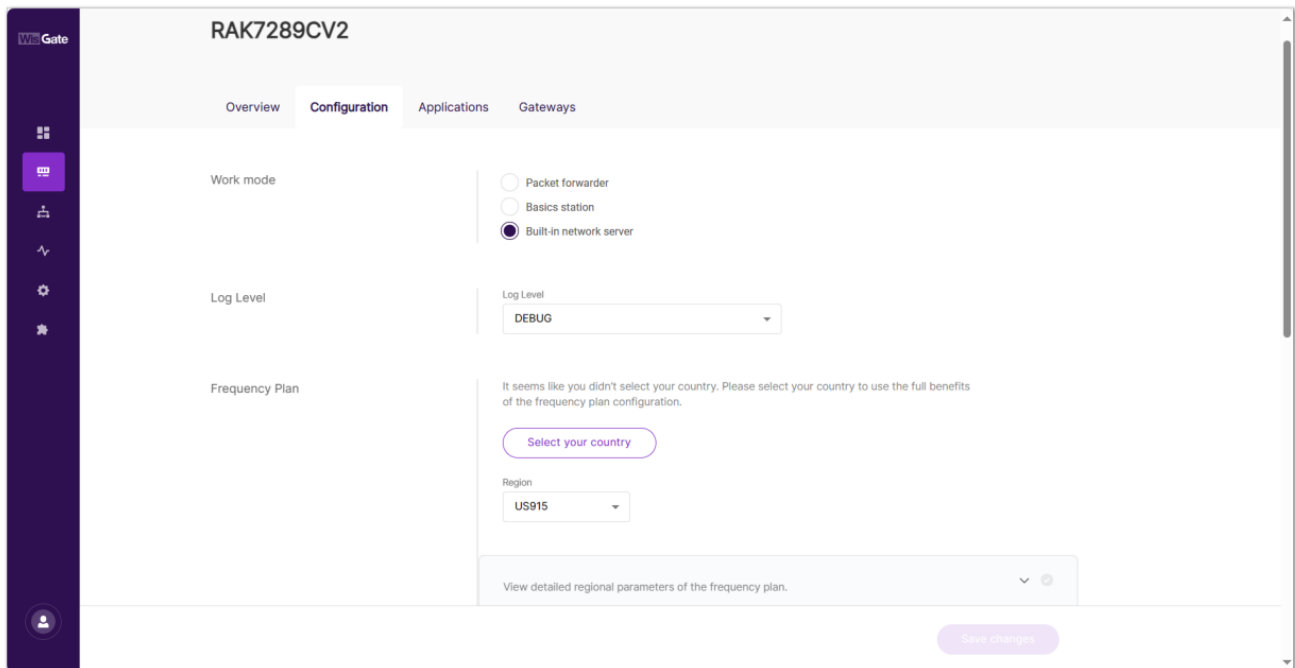 RAK7289CV2
WisGate
Overview Configuration Applications Gateways
Work mode
Packet forwarder
Basics station
Built-in network server
Log Level
Log Level
DEBUG
Frequency Plan
It seems like you didn't select your country. Please select your country to use the full benefits
of the frequency plan configuration.
Select your country
Region
US915
View detailed regional parameters of the frequency plan.
Save changes